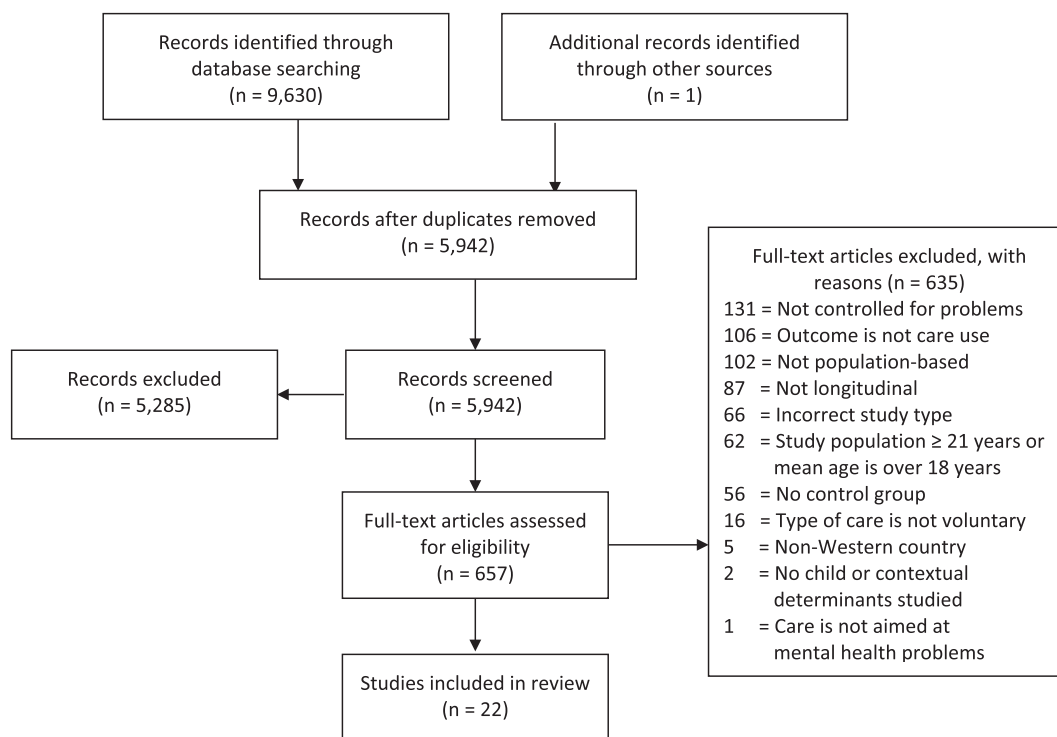 Records identified through
database searching
(n = 9,630)
Additional records identified
through other sources
(n = 1)
Records after duplicates removed
(n = 5,942)
Records excluded
(n = 5,285)
Records screened
(n = 5,942)
Full-text articles assessed
for eligibility
(n = 657)
Full-text articles excluded, with
reasons (n = 635)
131 = Not controlled for problems
106 = Outcome is not care use
102 = Not population-based
87 = Not longitudinal
66 = Incorrect study type
62 = Study population ≥ 21 years or
mean age is over 18 years
56 = No control group
16 = Type of care is not voluntary
5 = Non-Western country
2 = No child or contextual
determinants studied
1 = Care is not aimed at
mental health problems
Studies included in review
(n = 22)